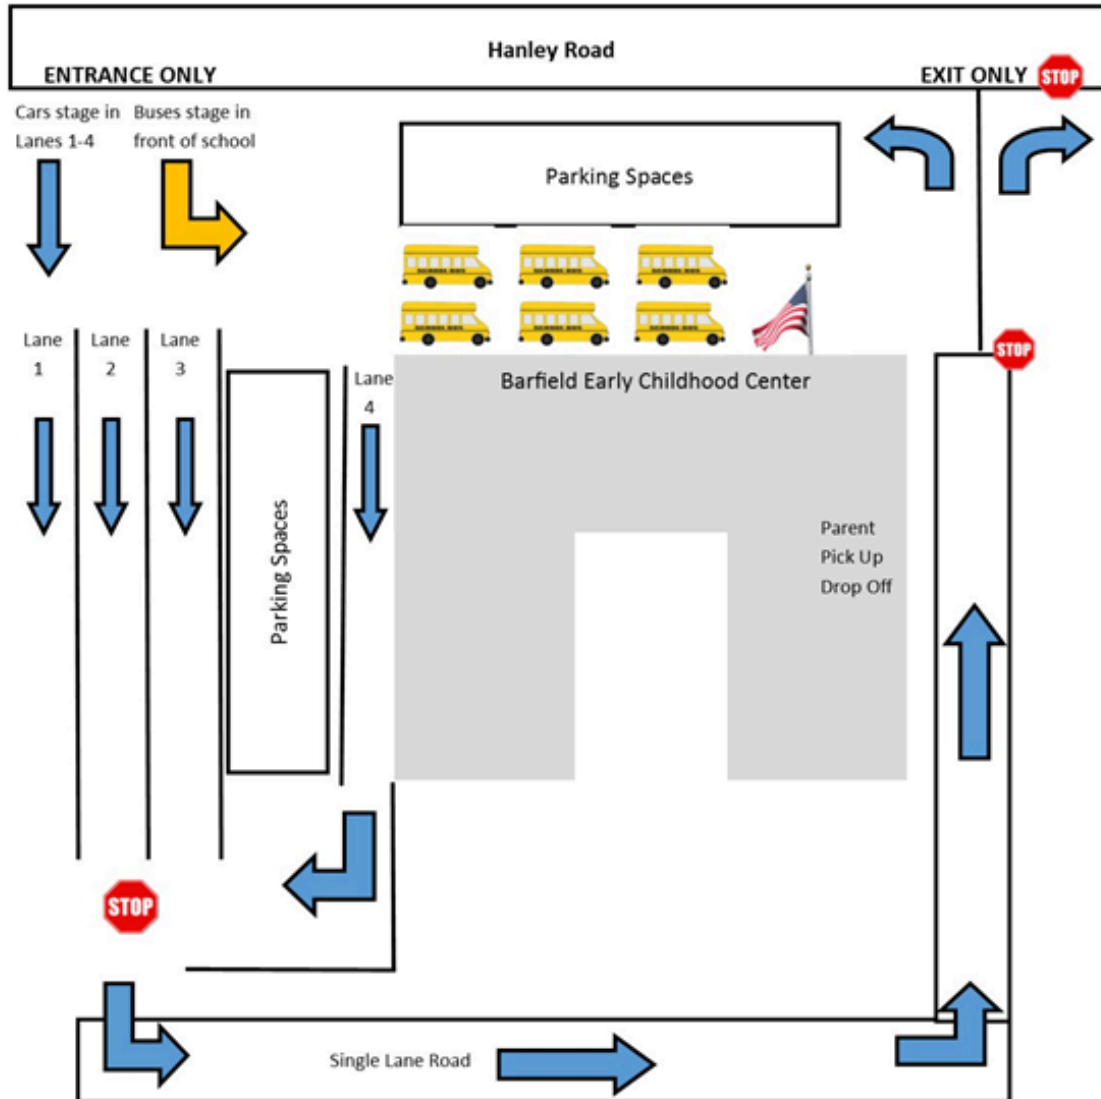 Hanley Road
ENTRANCE ONLY
EXIT ONLY
STOP
Cars stage in
Lanes 1-4
Buses stage in
front of school
Parking Spaces
Lane
1
Lane
2
Lane
3
Lane
4
STOP
Barfield Early Childhood Center
Parking Spaces
Parent
Pick Up
Drop Off
STOP
Single Lane Road